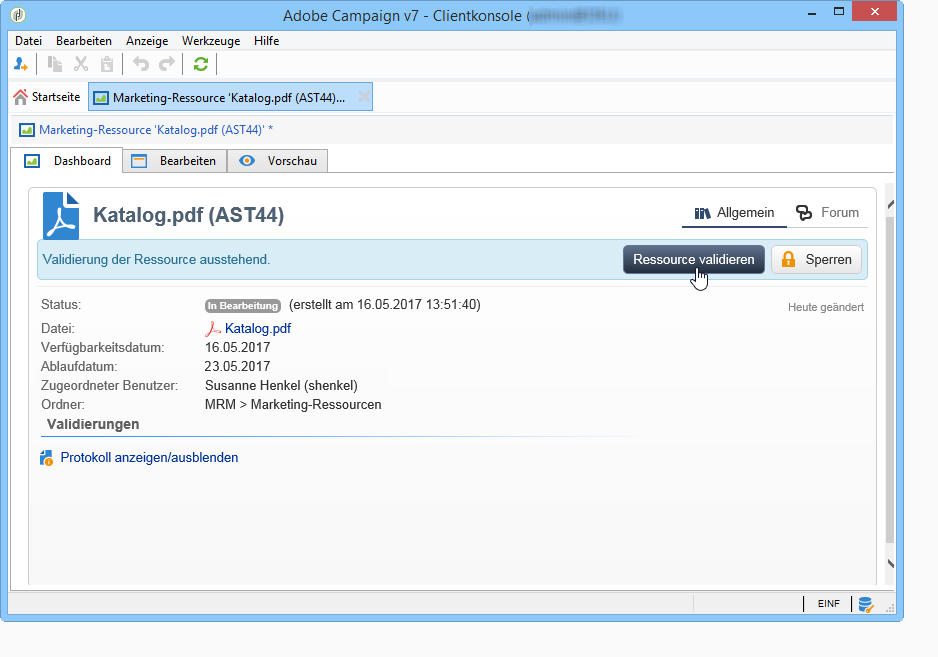 Adobe Campaign v7 - Clientkonsole (
Datei Bearbeiten Anzeige Werkzeuge Hilfe
Startseite Marketing-Ressource 'Katalog.pdf (AST44)...
Marketing-Ressource 'Katalog.pdf (AST44)' *
Dashboard Bearbeiten Vorschau
Katalog.pdf (AST44) Allgemein Forum
Validierung der Ressource ausstehend. Ressource validieren Sperren
Status: In Bearbeitung (erstellt am 16.05.2017 13:51:40) Heute geändert
Datei: Katalog.pdf
Verfügbarkeitsdatum: 16.05.2017
Ablaufdatum: 23.05.2017
Zugeordneter Benutzer: Susanne Henkel (shenkel)
Ordner: MRM > Marketing-Ressourcen
Validierungen
Protokoll anzeigen/ausblenden
EINF